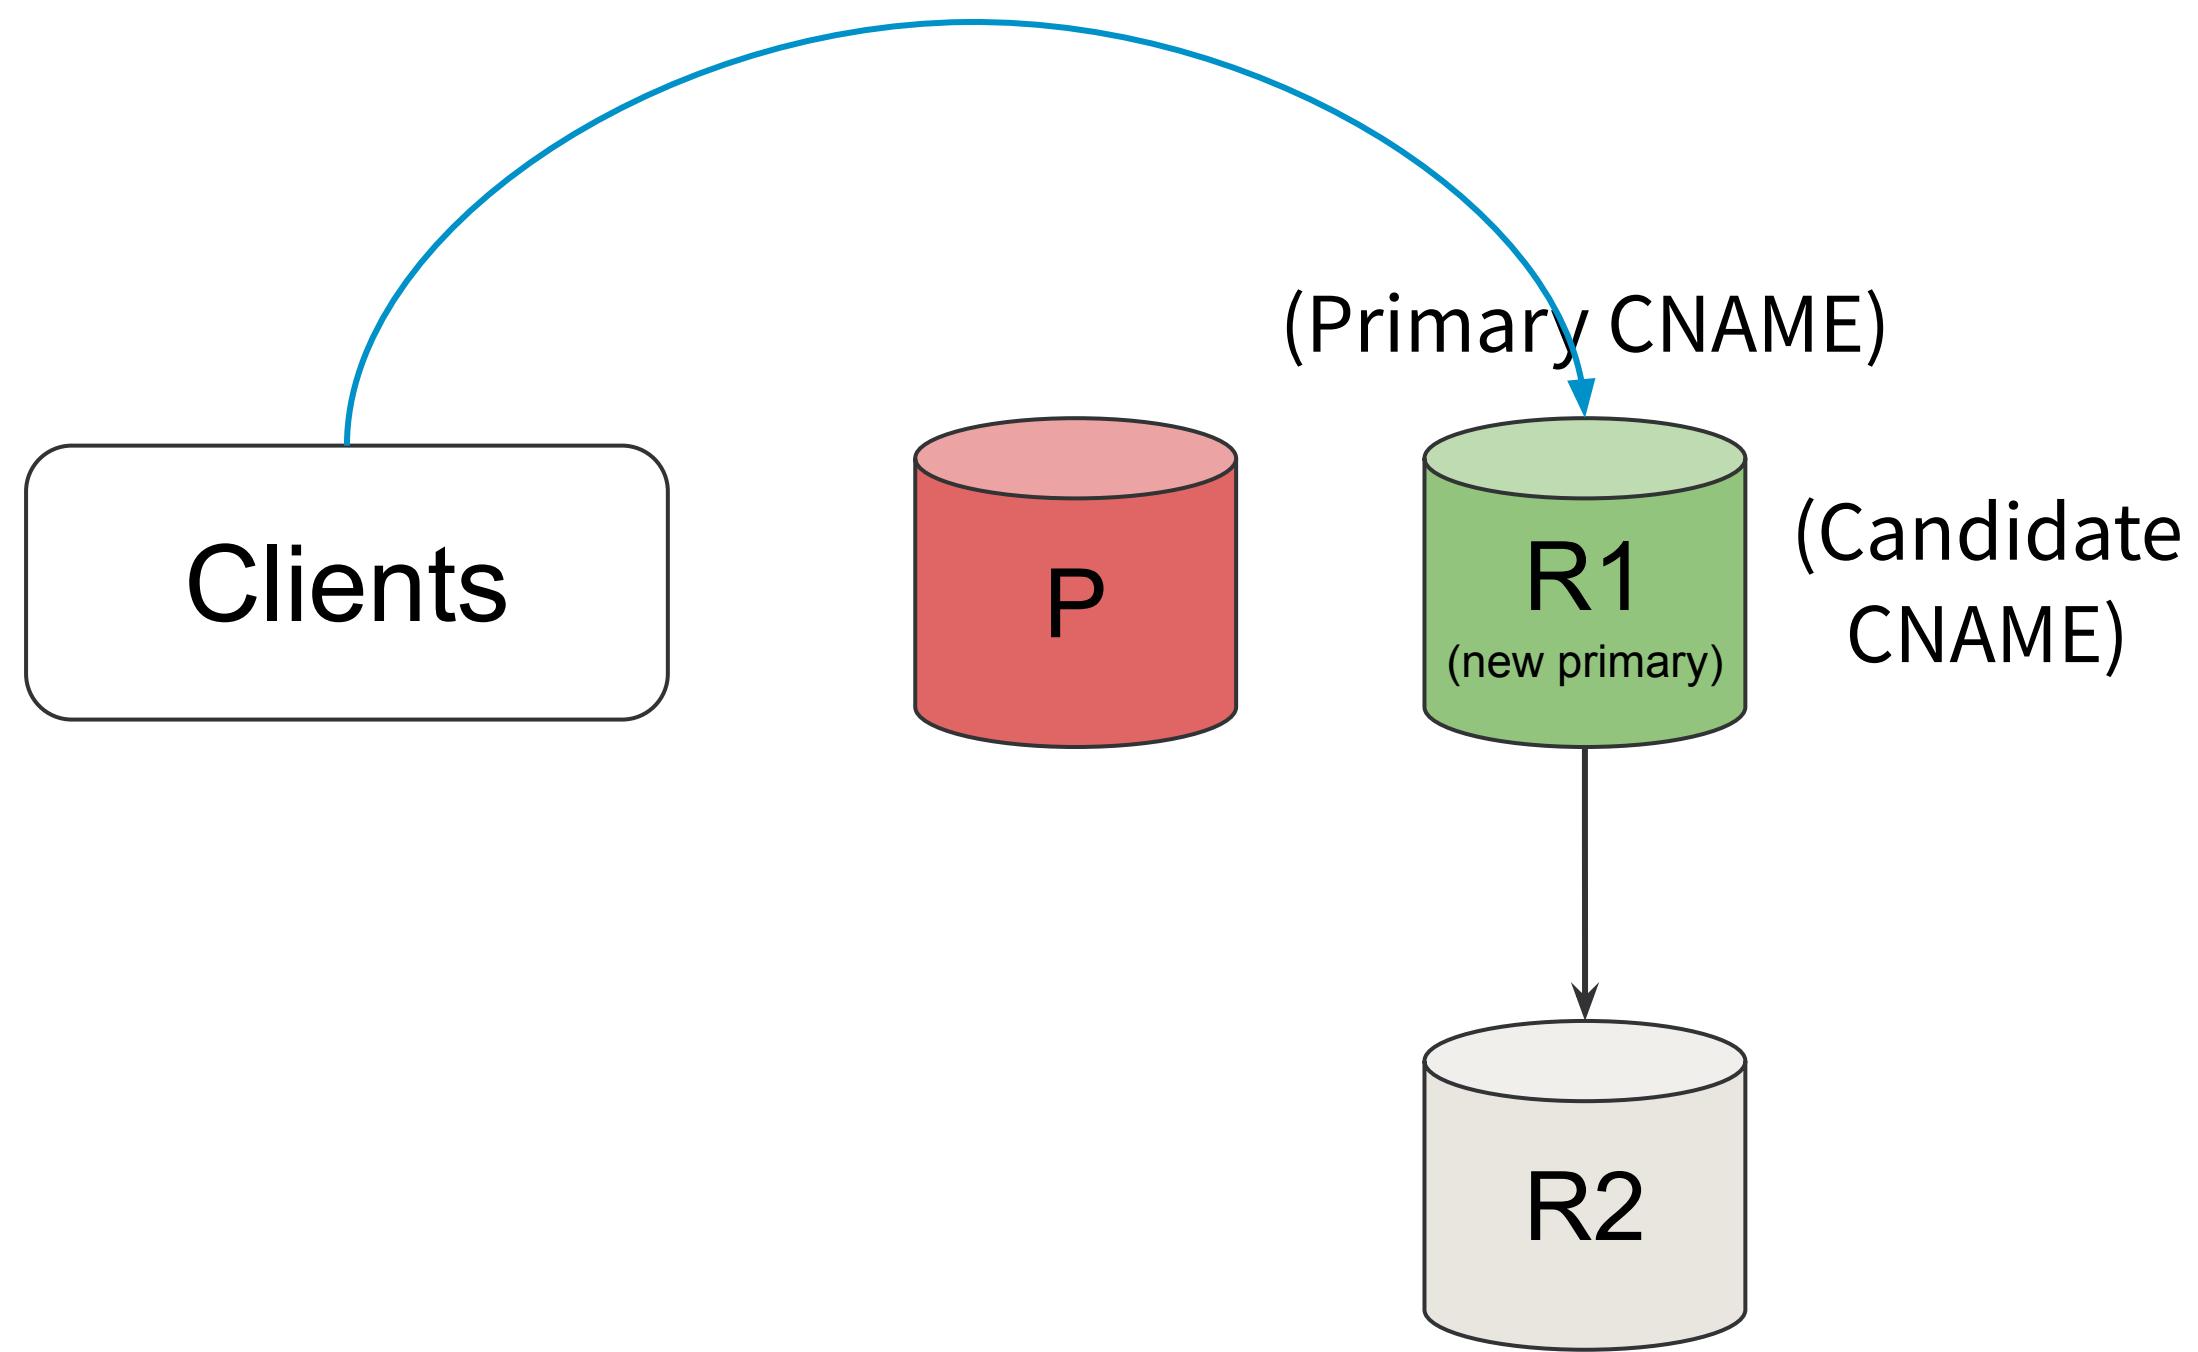 (Primary CNAME)
Clients
P
R1
(new primary)
(Candidate
CNAME)
R2